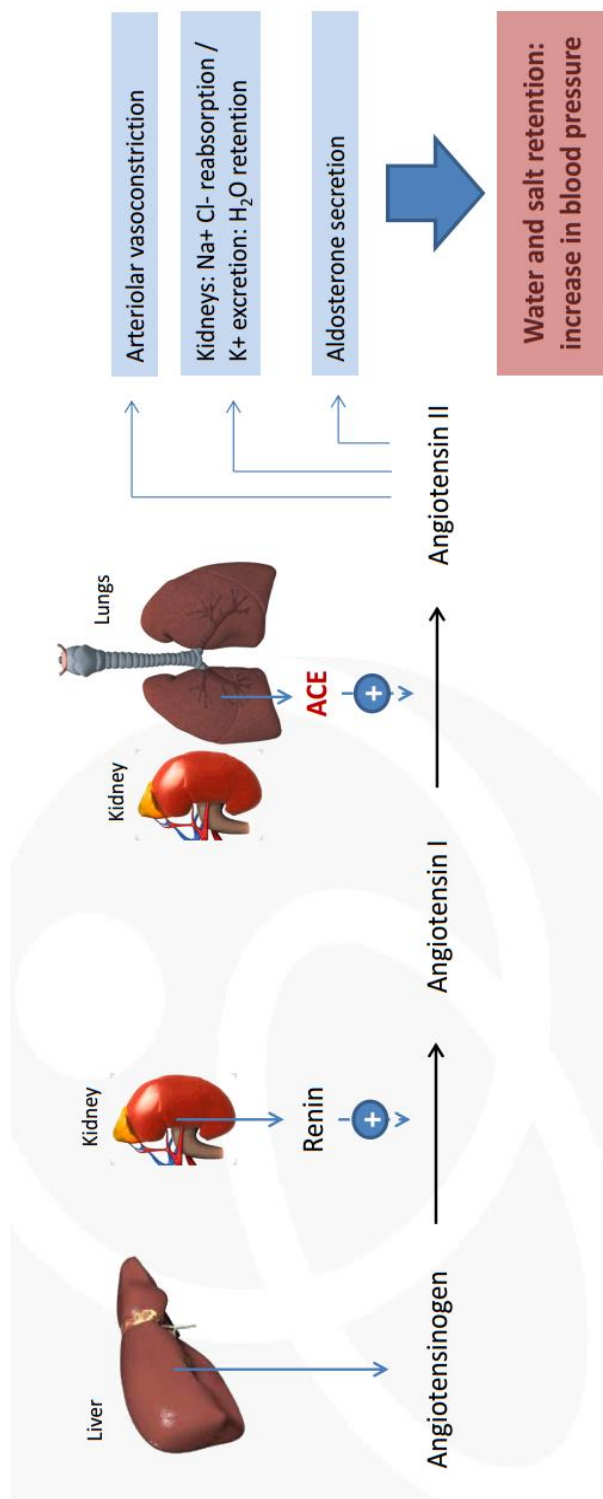 Liver
Kidney
Kidney
Lungs
Renin
ACE
+
+
Angiotensinogen
Angiotensin I
Angiotensin II
Arteriolar vasoconstriction
Kidneys: Na+ Cl- reabsorption /
K+ excretion: H₂O retention
Aldosterone secretion
Water and salt retention:
increase in blood pressure